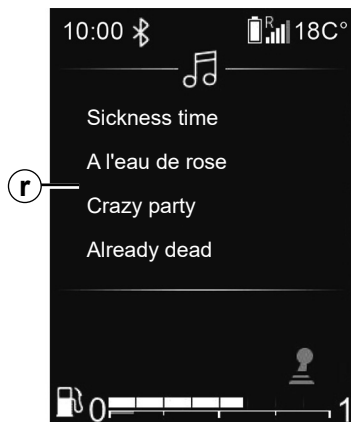 10:00 R 18C°
Sickness time
A l'eau de rose
r
Crazy party
Already dead
0 1